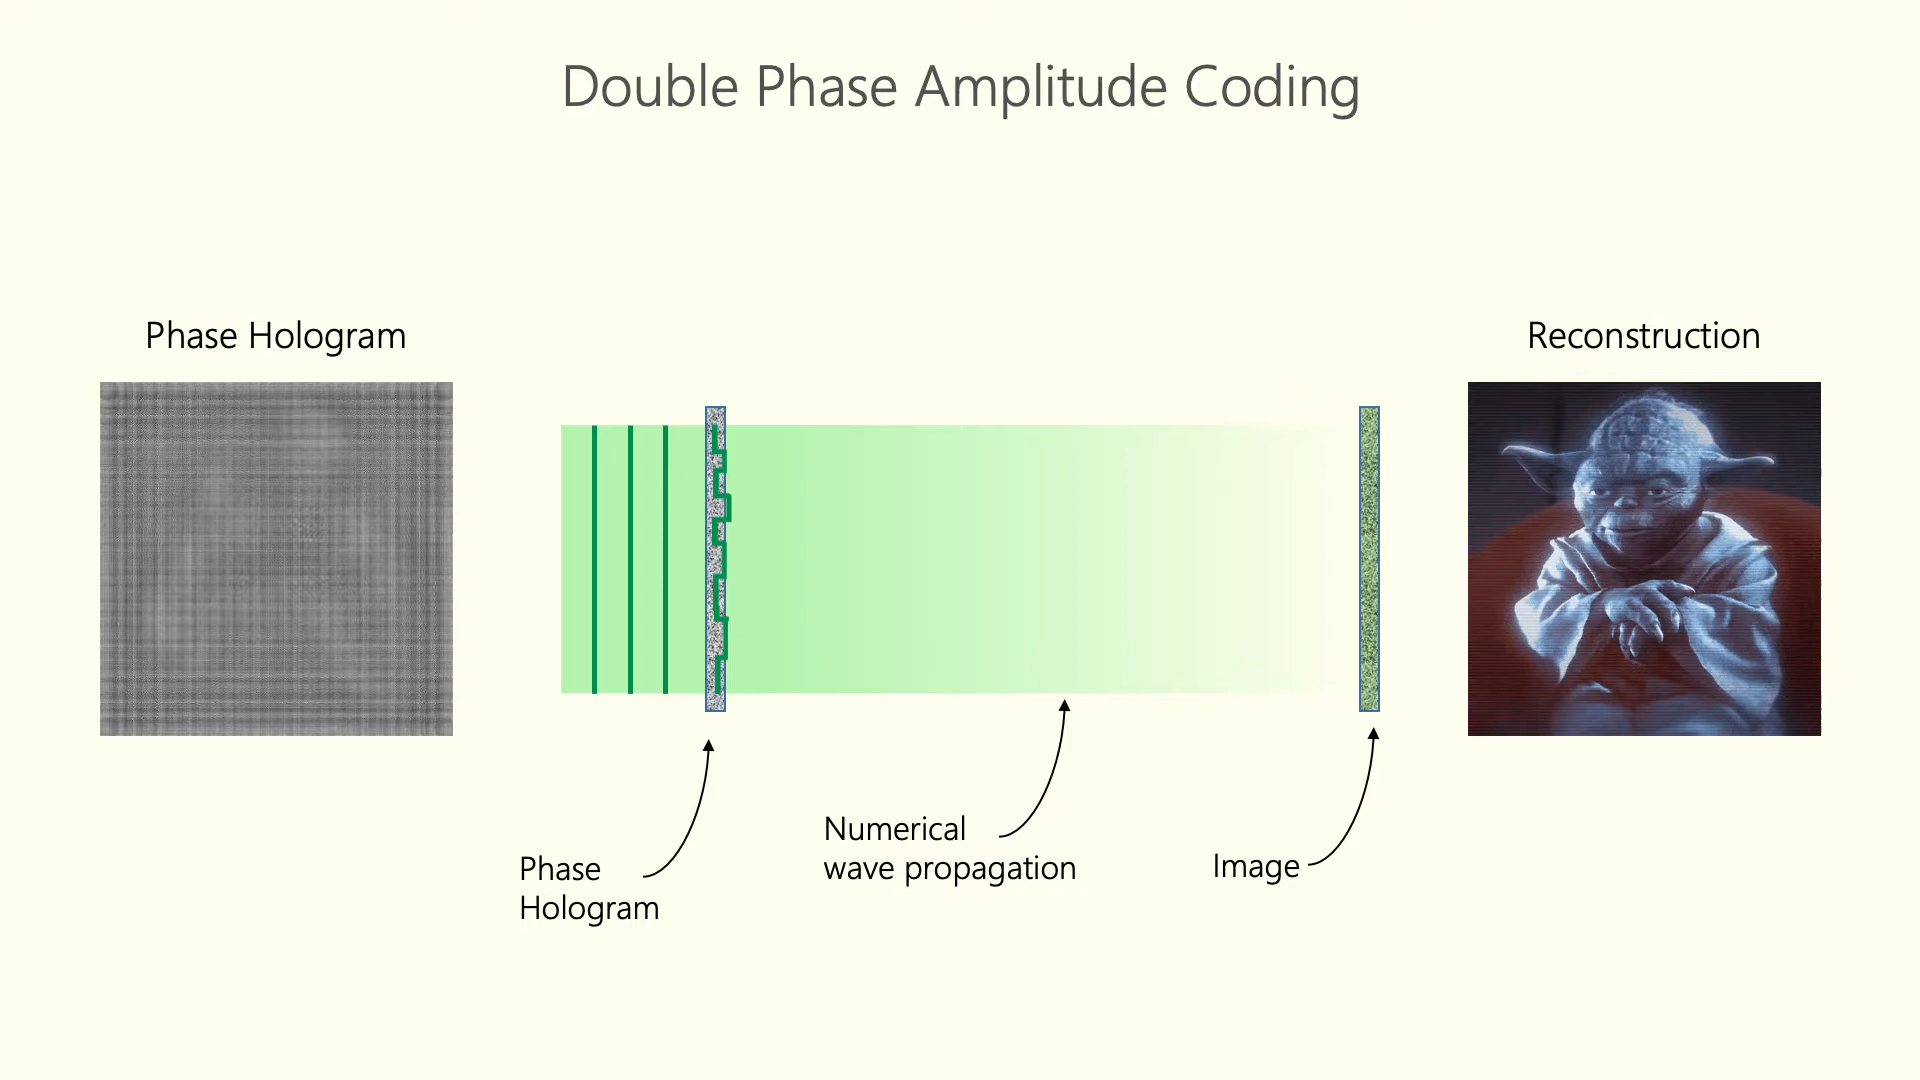 Double Phase Amplitude Coding
Phase Hologram
Reconstruction
Phase
Hologram
Numerical
wave propagation
Image